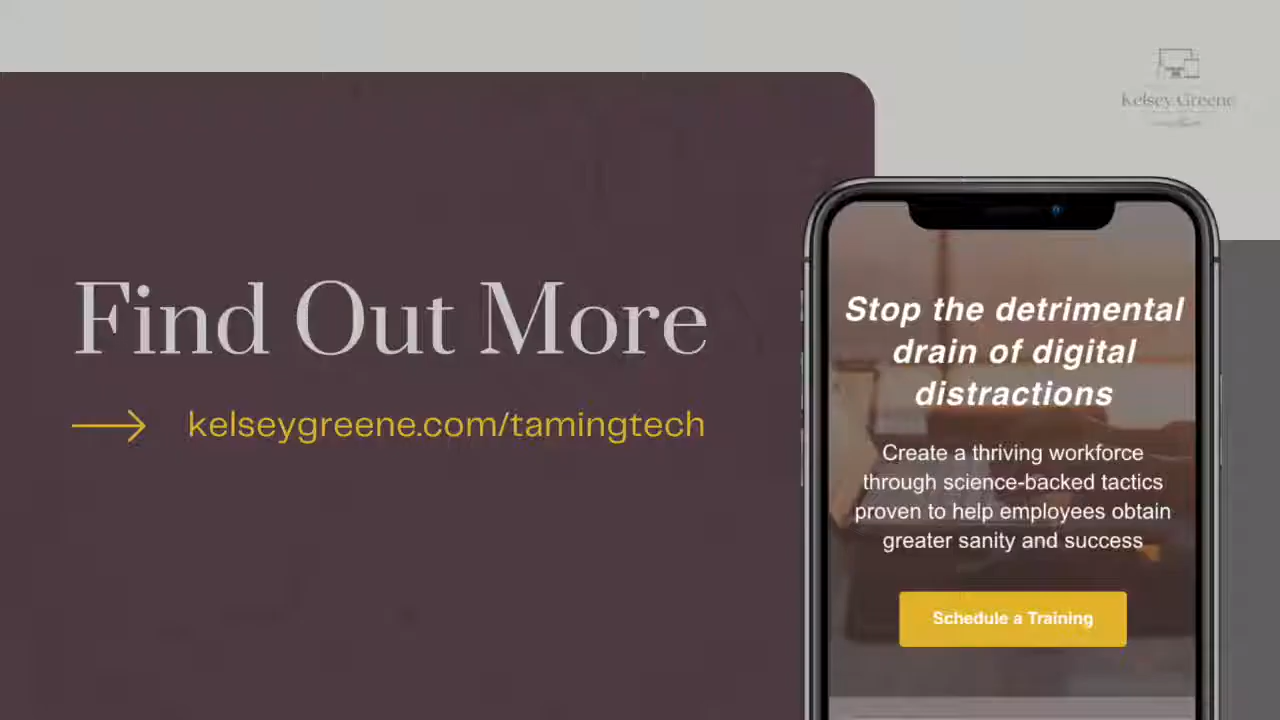 Kelsey Greene
Find Out More
kelseygreene.com/tamingtech
Stop the detrimental
drain of digital
distractions
Create a thriving workforce
through science-backed tactics
proven to help employees obtain
greater sanity and success
Schedule a Training